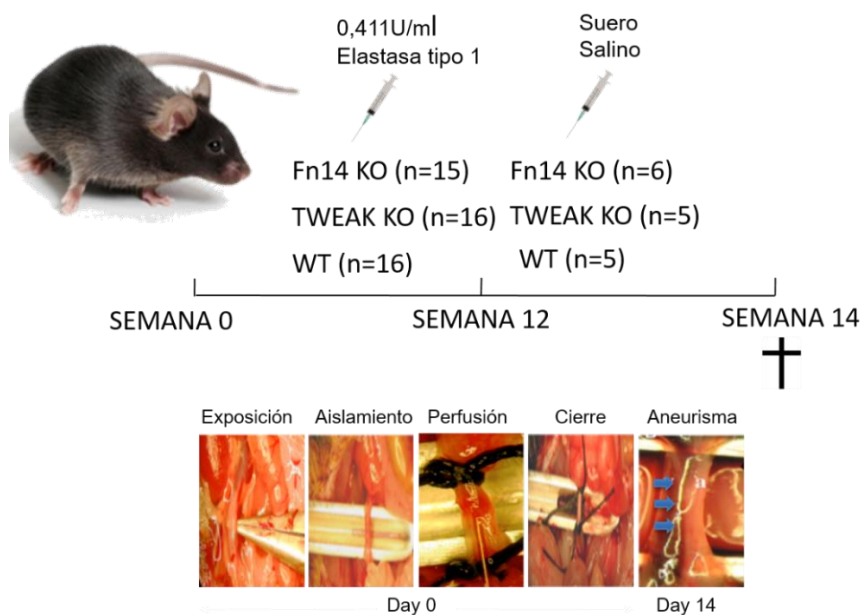 0,411U/ml
Elastasa tipo 1
Suero
Salino
Fn14 KO (n=15)
Fn14 KO (n=6)
TWEAK KO (n=16)
TWEAK KO (n=5)
WT (n=16)
WT (n=5)
SEMANA 0
SEMANA 12
SEMANA 14
Exposición
Aislamiento
Perfusión
Cierre
Aneurisma
Day 0
Day 14